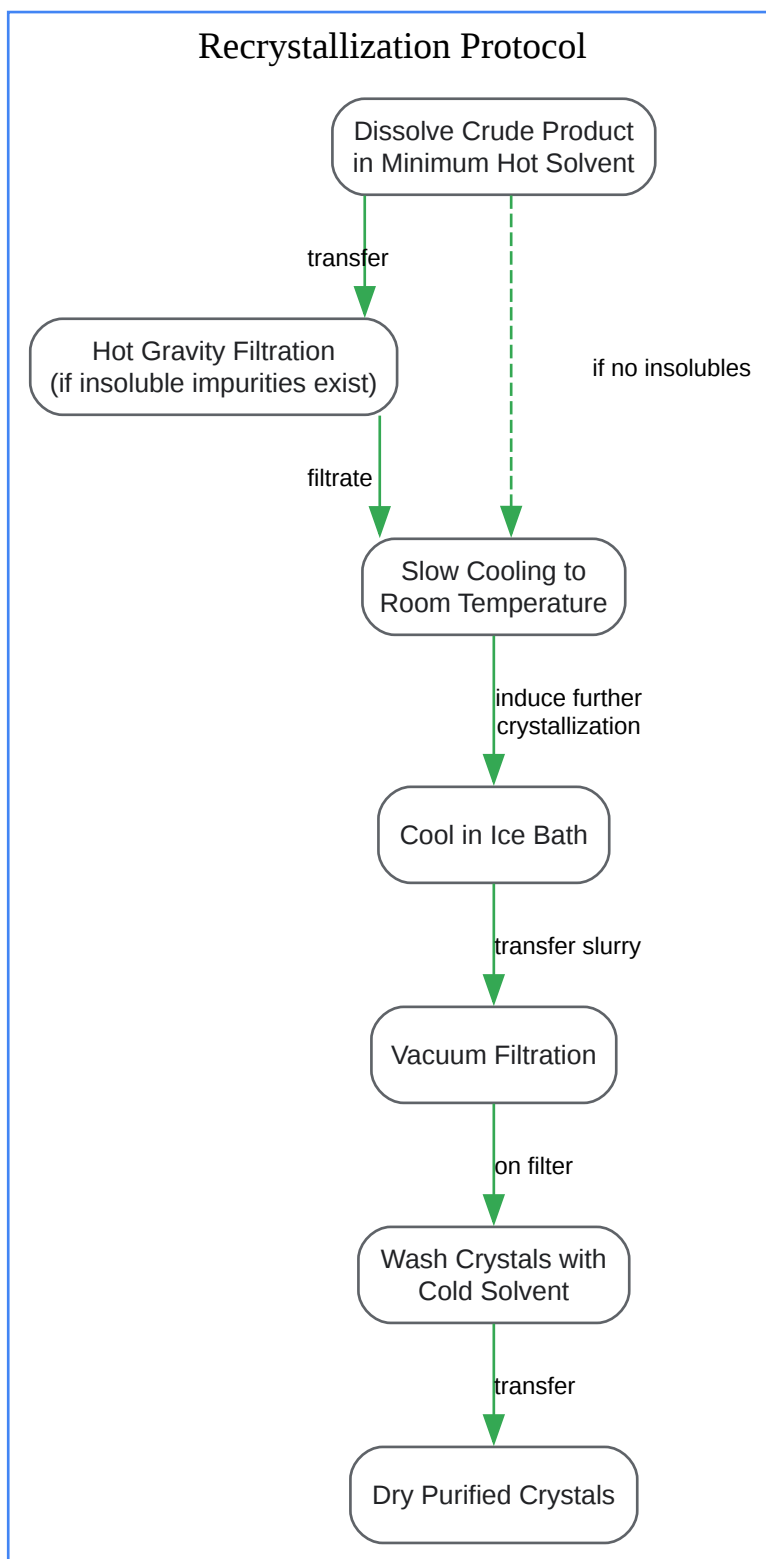 Recrystallization Protocol
Dissolve Crude Product
in Minimum Hot Solvent
transfer
Hot Gravity Filtration
(if insoluble impurities exist)
if no insolubles
filtrate
Slow Cooling to
Room Temperature
induce further
crystallization
Cool in Ice Bath
transfer slurry
Vacuum Filtration
on filter
Wash Crystals with
Cold Solvent
transfer
Dry Purified Crystals